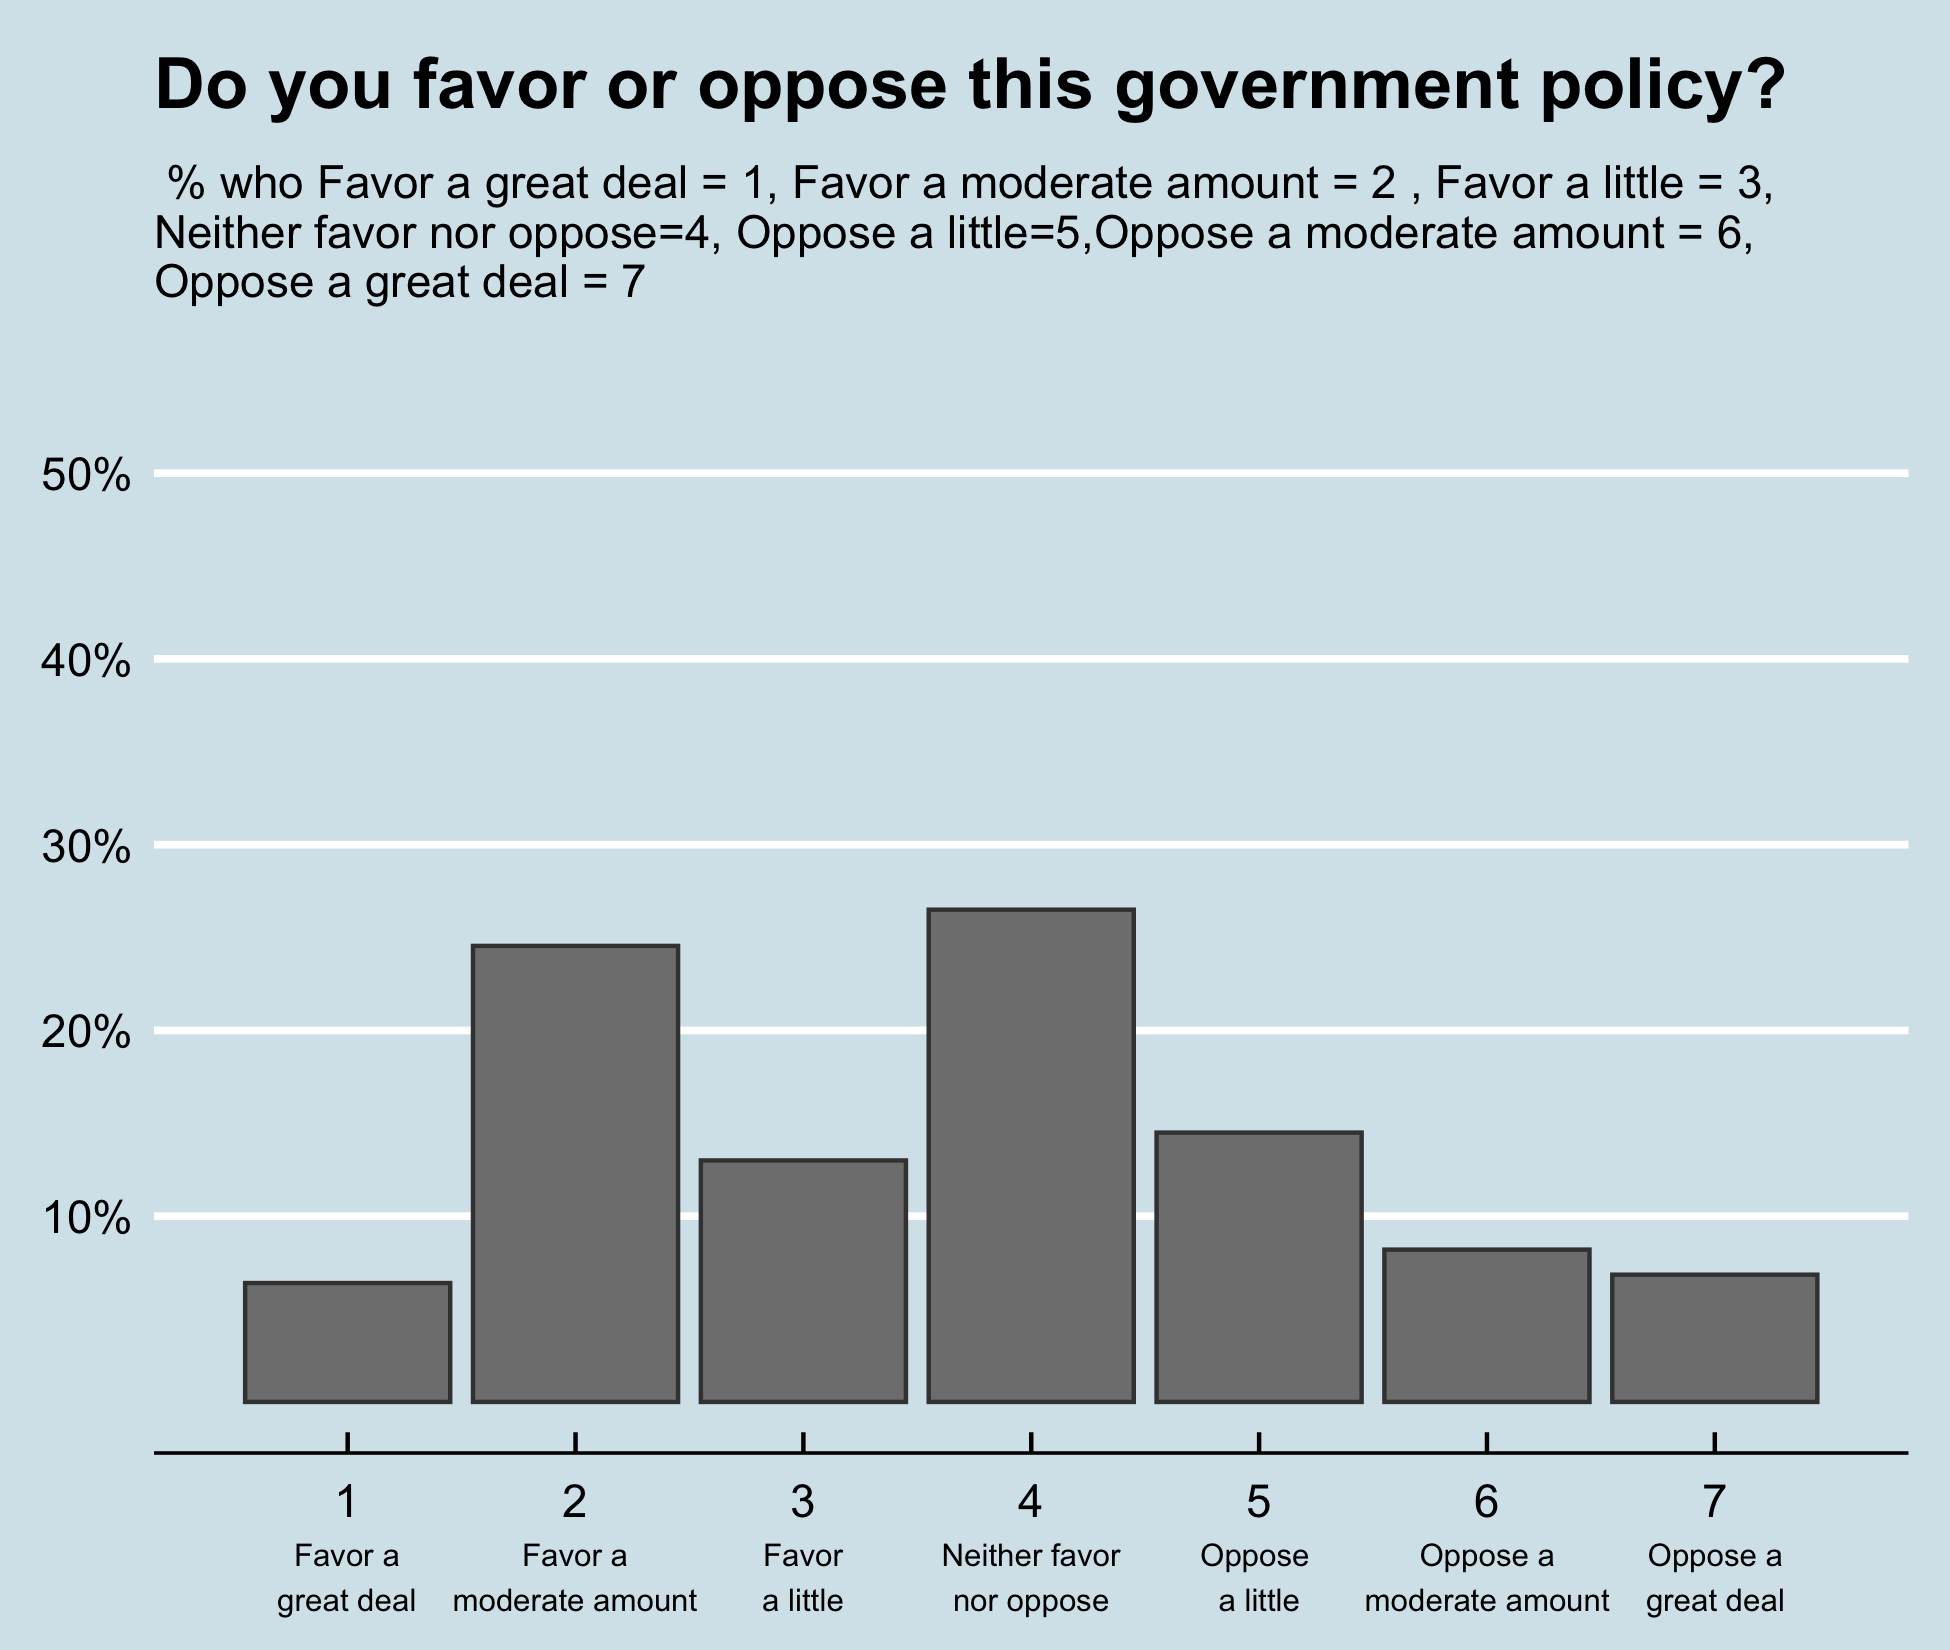 Do you favor or oppose this government policy?
% who Favor a great deal = 1, Favor a moderate amount = 2 , Favor a little = 3,
Neither favor nor oppose=4, Oppose a little=5,Oppose a moderate amount = 6,
Oppose a great deal = 7
50%
40%
30%
20%
10%
1 2 3 4 5 6 7
Favor a Favor a Favor Neither favor Oppose Oppose a Oppose a
great deal moderate amount a little nor oppose a little moderate amount great deal